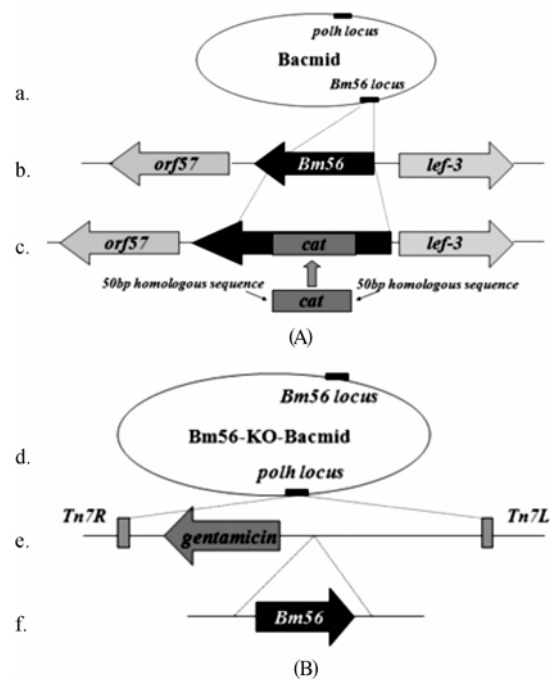 polh locus
Bacmid
Bm56 locus
a.
b.
orf57
Bm56
lef-3
c.
orf57
cat
lef-3
50bp homologous sequence
cat
50bp homologous sequence
(A)
Bm56 locus
Bm56-KO-Bacmid
d.
polh locus
Tn7R
Tn7L
e.
gentamicin
f.
Bm56
(B)